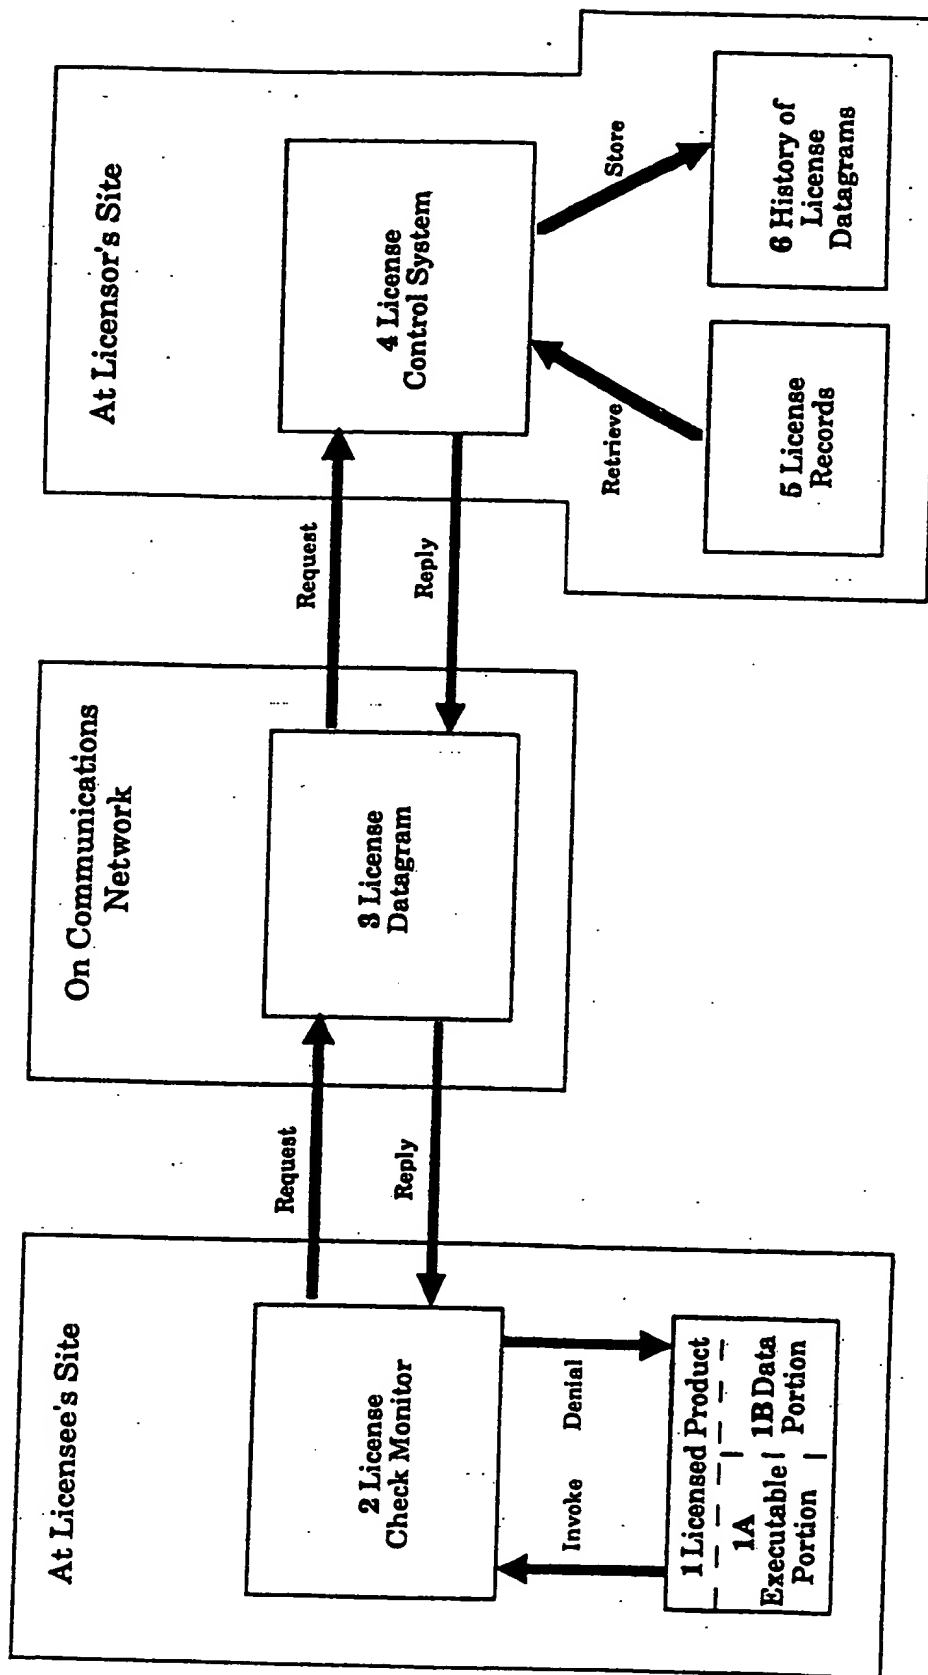 At Licensee's Site
2 License
Check Monitor
Invoke
Denial
1 Licensed Product
1A
Executable
Portion
1B Data
Portion
Request
Reply
On Communications
Network
3 License
Datagram
Request
Reply
At Licensor's Site
4 License
Control System
Retrieve
Store
5 License
Records
6 History of
License
Datagrams